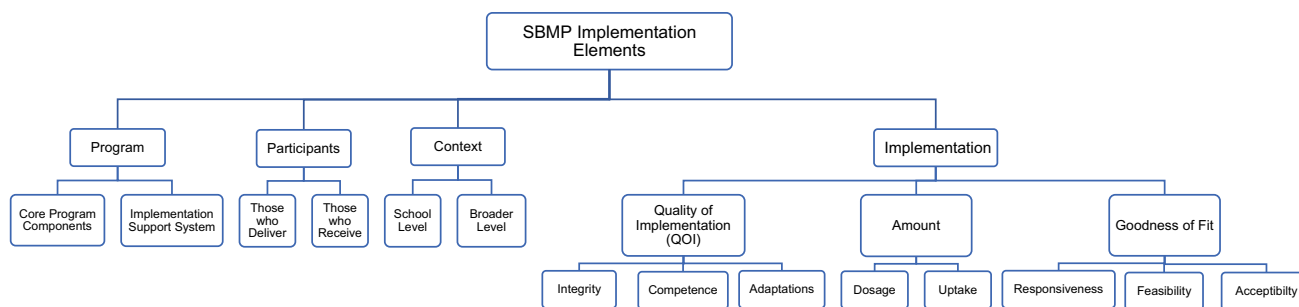 SBMP Implementation
Elements
Program
Participants
Context
Implementation
Core Program
Components
Implementation
Support System
Those
who
Deliver
Those
who
Receive
School
Level
Broader
Level
Quality of
Implementation
(QOI)
Amount
Goodness of Fit
Integrity
Competence
Adaptations
Dosage
Uptake
Responsiveness
Feasibility
Acceptibilty